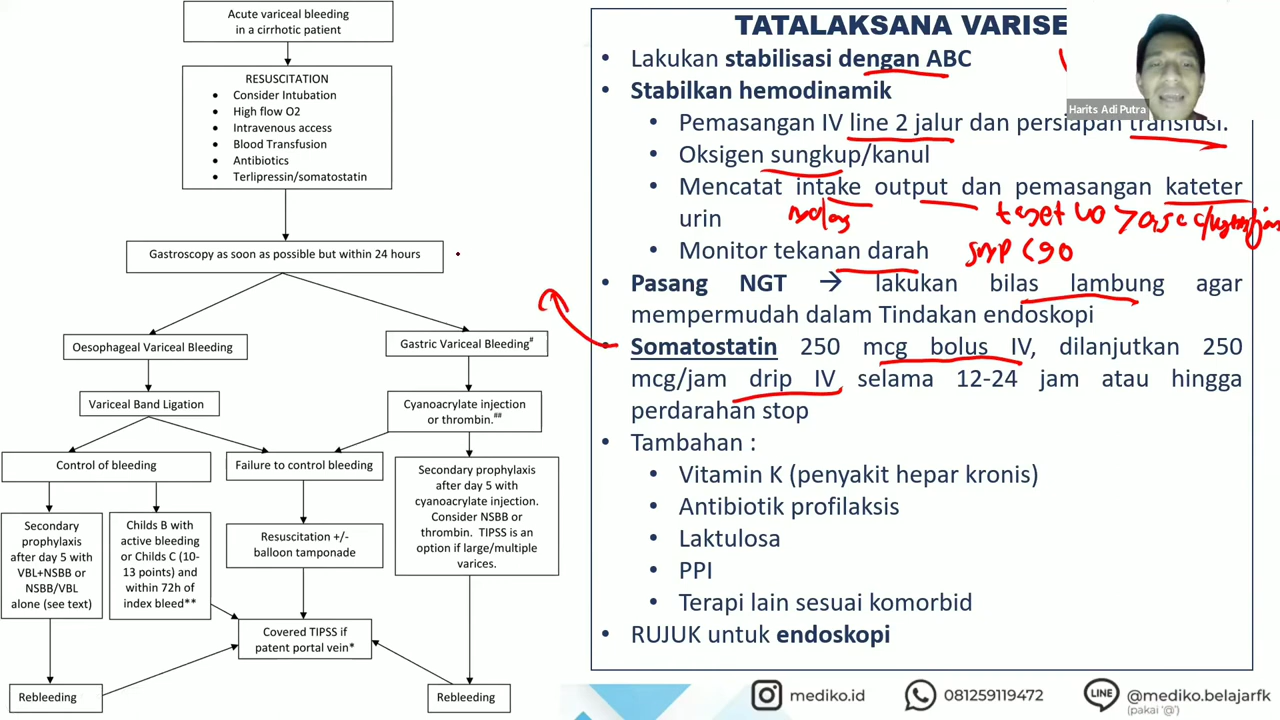 Acute variceal bleeding
in a cirrhotic patient
RESUSCITATION
• Consider Intubation
• High flow O2
• Intravenous access
• Blood Transfusion
• Antibiotics
• Terlipressin/somatostatin
Gastroscopy as soon as possible but within 24 hours
Oesophageal Variceal Bleeding
Gastric Variceal Bleeding#
Variceal Band Ligation
Cyanoacrylate injection
or thrombin.##
Control of bleeding
Failure to control bleeding
Secondary
prophylaxis
after day 5 with
VBL+NSBB or
NSBB/VBL
alone (see text)
Childs B with
active bleeding
or Childs C (10-
13 points) and
within 72h of
index bleed**
Resuscitation +/-
balloon tamponade
Secondary prophylaxis
after day 5 with
cyanoacrylate injection.
Consider NSBB or
thrombin. TIPSS is an
option if large/multiple
varices.
Covered TIPSS if
patent portal vein*
Rebleeding
Rebleeding
TATALAKSANA VARISE
• Lakukan stabilisasi dengan ABC
• Stabilkan hemodinamik
• Pemasangan IV line 2 jalur dan persiapan transfusi.
• Oksigen sungkup/kanul
• Mencatat intake output dan pemasangan kateter
urin
target UO >
• Monitor tekanan darah
<90
• Pasang NGT → lakukan bilas lambung agar
mempermudah dalam Tindakan endoskopi
• Somatostatin 250 mcg bolus IV, dilanjutkan 250
mcg/jam drip IV selama 12-24 jam atau hingga
perdarahan stop
• Tambahan :
• Vitamin K (penyakit hepar kronis)
• Antibiotik profilaksis
• Laktulosa
• PPI
• Terapi lain sesuai komorbid
• RUJUK untuk endoskopi
Harits Adi Putra
mediko.id
081259119472
LINE
@mediko.belajarfk
(pakai '@')